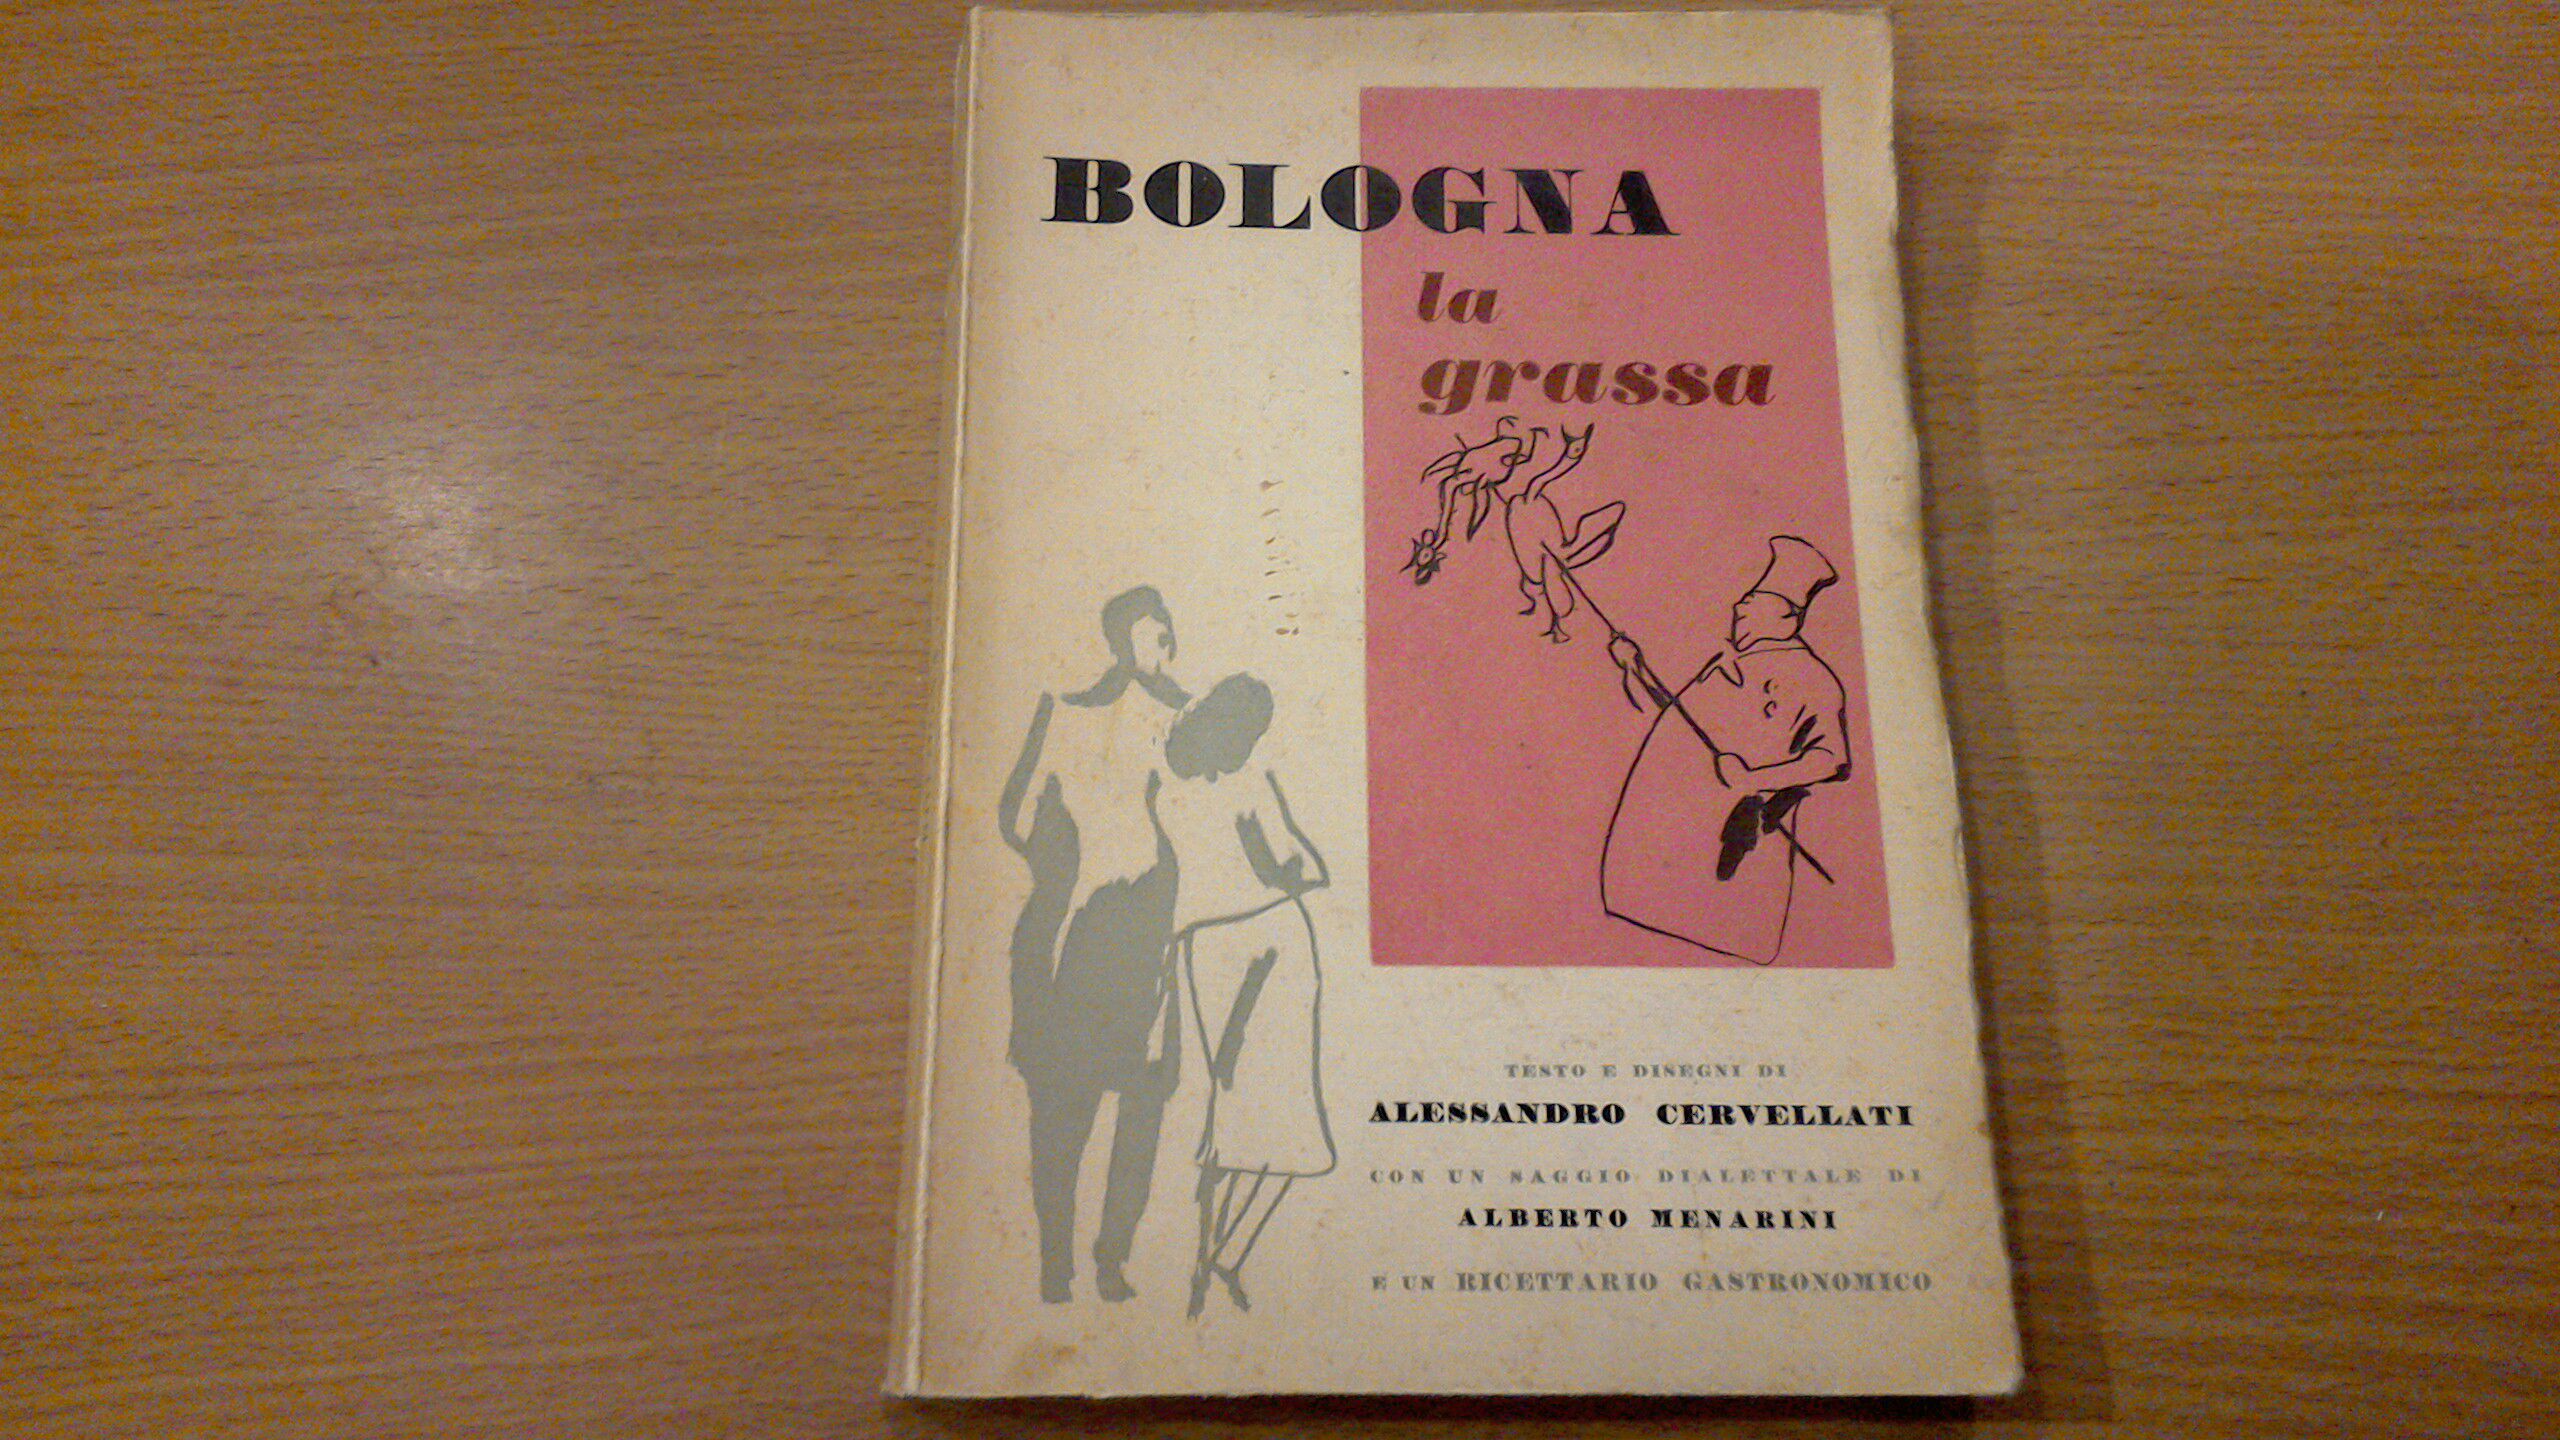 BOLOGNA
la
grassa
TESTO E DISEGNI DI
ALESSANDRO CERVELLATI
CON UN SAGGIO DIALETTALE DI
ALBERTO MENARINI
E UN RICETTARIO GASTRONOMICO